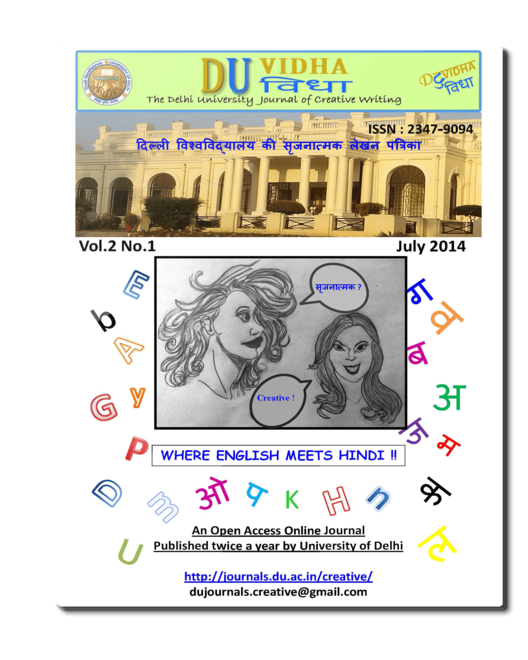 DU VIDHA
विधा
The Delhi University Journal of Creative Writing
DU VIDHA
विधा
ISSN : 2347-9094
दिल्ली विश्वविद्यालय की सृजनात्मक लेखन पत्रिका
Vol.2 No.1
July 2014
सृजनात्मक ?
Creative !
E
b
A
G
y
P
ग
व
ब
अ
ज
म
WHERE ENGLISH MEETS HINDI !!
D
m
ओ
प
K
H
n
क्ष
U
ल
An Open Access Online Journal
Published twice a year by University of Delhi
http://journals.du.ac.in/creative/
dujournals.creative@gmail.com